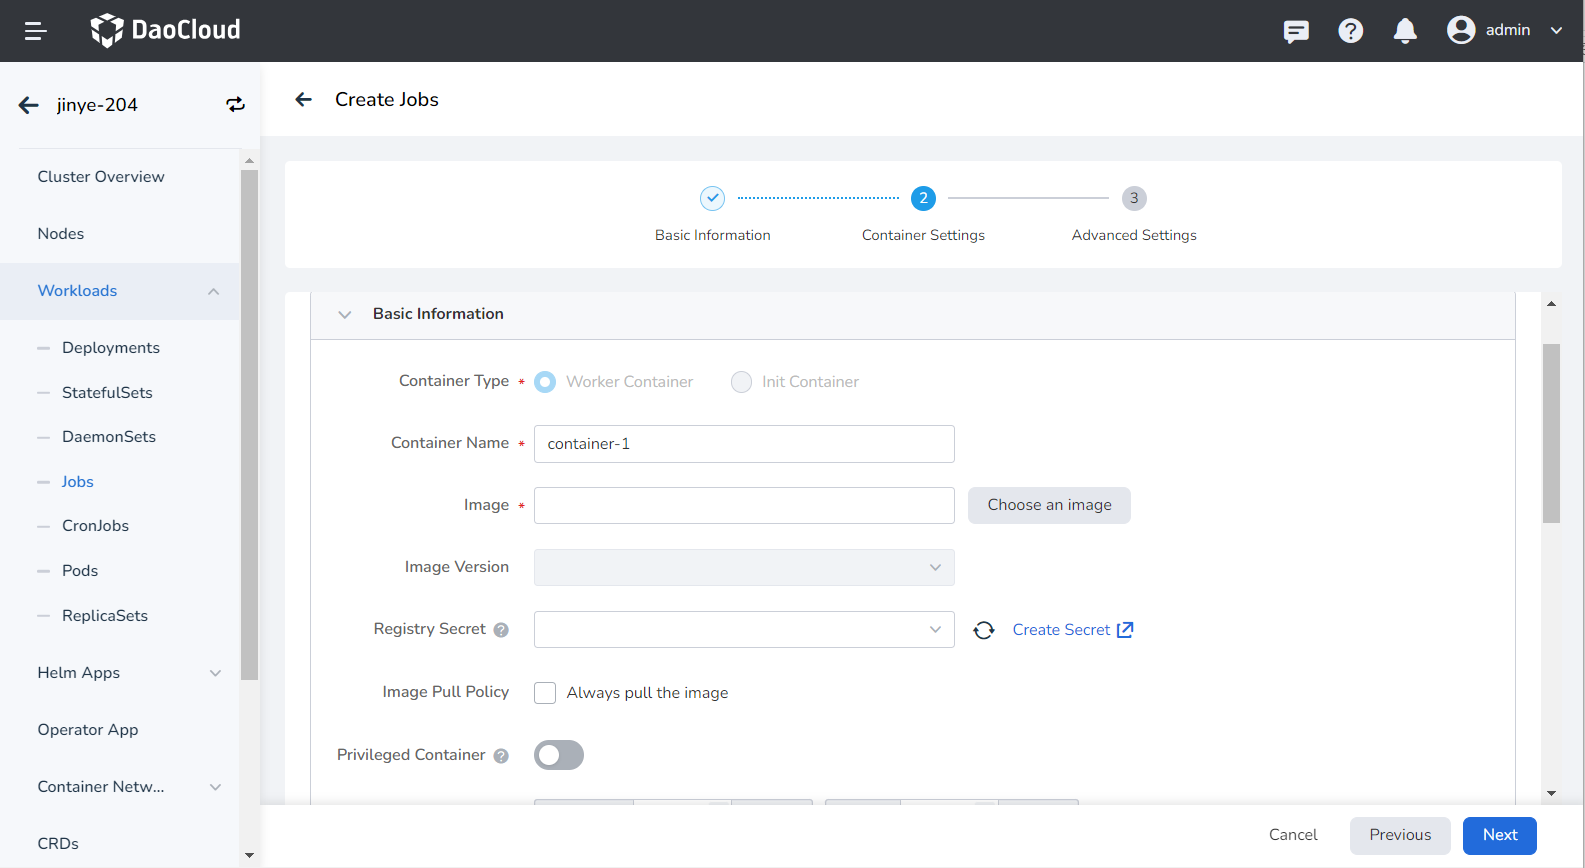 DaoCloud
admin
jinye-204
Create Jobs
Cluster Overview
Nodes
Workloads
Deployments
StatefulSets
DaemonSets
Jobs
CronJobs
Pods
ReplicaSets
Helm Apps
Operator App
Container Netw...
CRDs
2
3
Basic Information
Container Settings
Advanced Settings
Basic Information
Container Type * Worker Container Init Container
Container Name * container-1
Image * Choose an image
Image Version
Registry Secret ? Create Secret
Image Pull Policy Always pull the image
Privileged Container ?
Cancel Previous Next